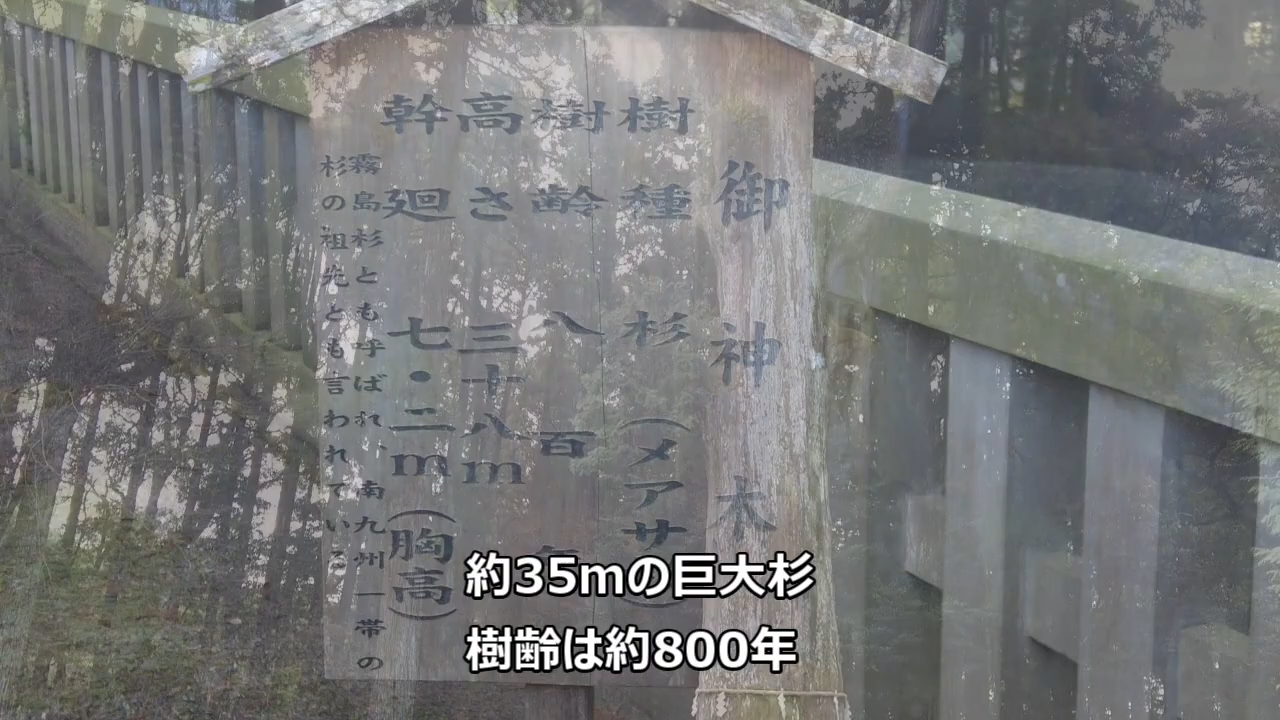 御神木
樹種 杉(メアサ)
樹齢 八百年
高さ 三十八m
幹廻 七・二m(胸高)
霧島杉とも呼ばれ、南九州一帯の
杉の祖先とも言われている
約35mの巨大杉
樹齢は約800年